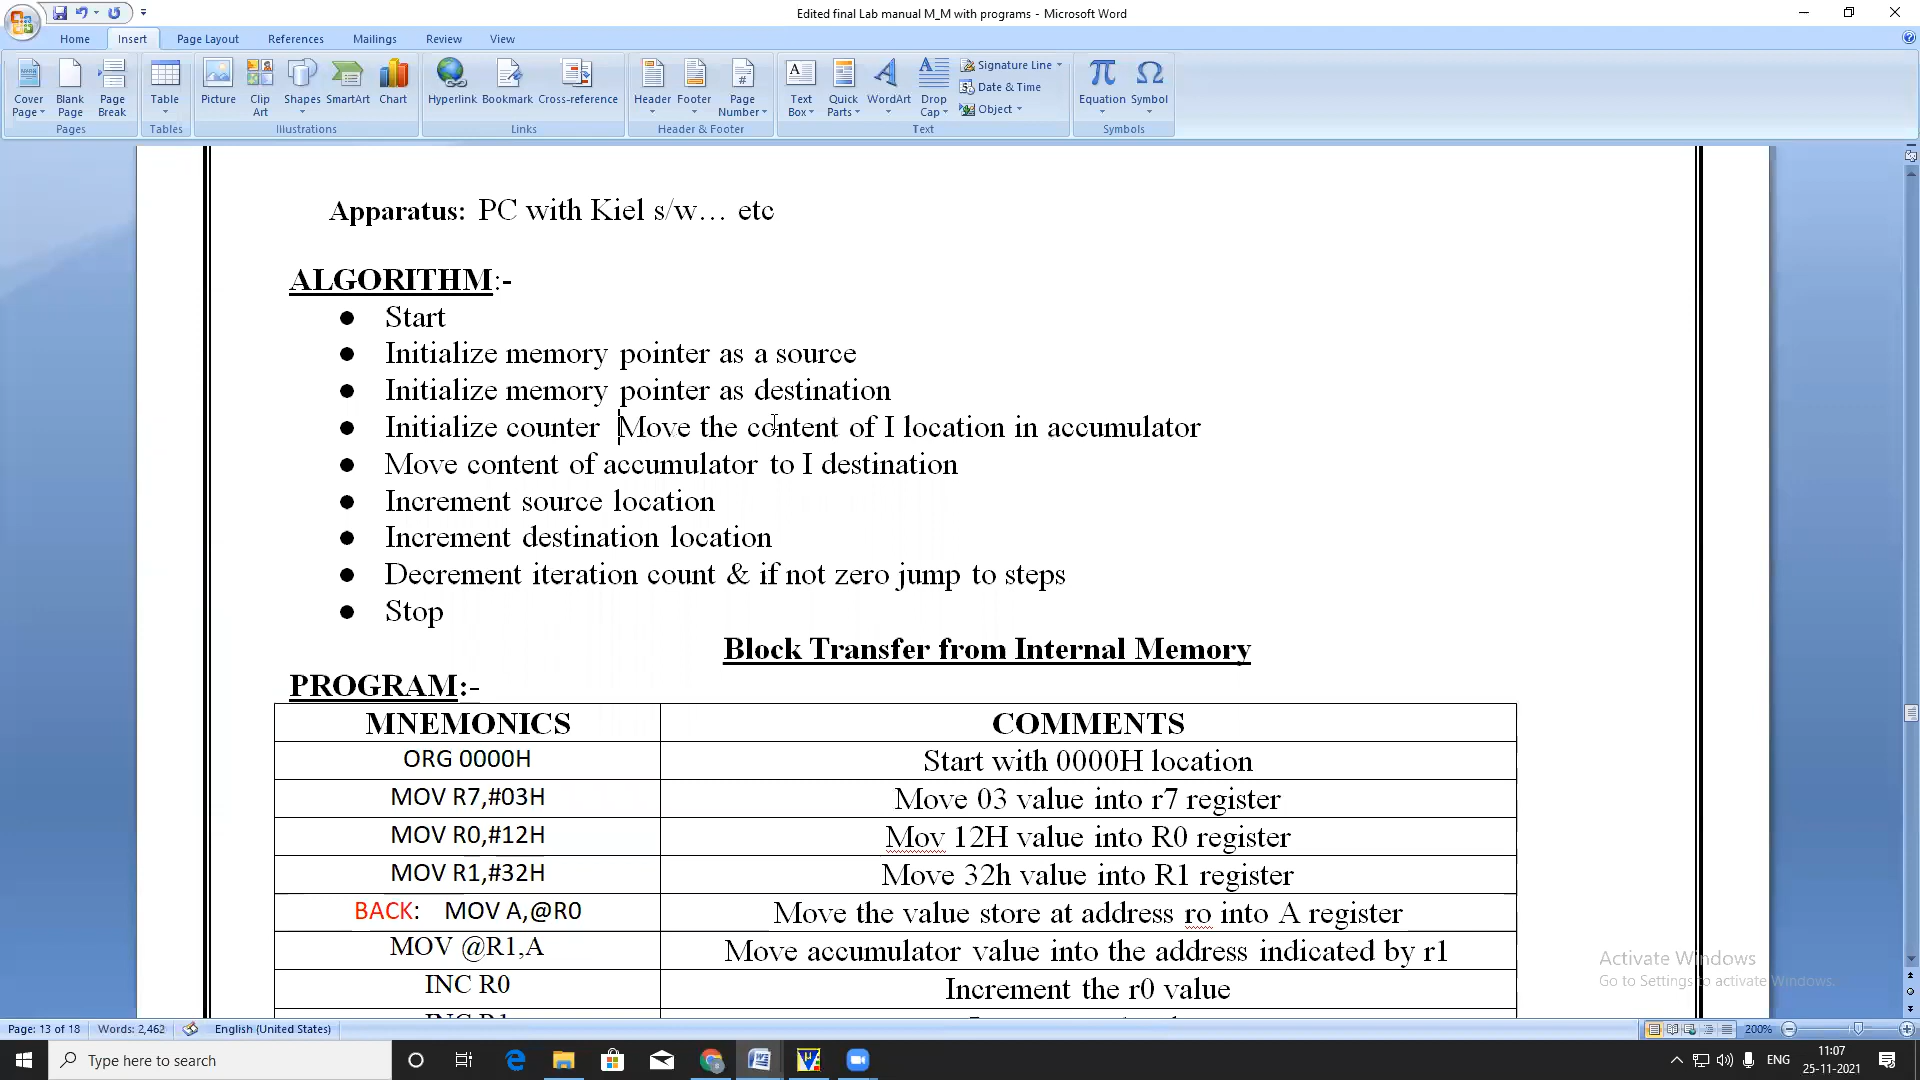 Edited final Lab manual M_M with programs - Microsoft Word
Home Insert Page Layout References Mailings Review View
Cover Page Blank Page Page Break Table Picture Clip Art Shapes SmartArt Chart Hyperlink Bookmark Cross-reference Header Footer Page Number Text Box Quick Parts WordArt Drop Cap Signature Line Date & Time Object Equation Symbol
Pages Tables Illustrations Links Header & Footer Text Symbols
Apparatus: PC with Kiel s/w… etc
ALGORITHM:-
● Start
● Initialize memory pointer as a source
● Initialize memory pointer as destination
● Initialize counter Move the content of I location in accumulator
● Move content of accumulator to I destination
● Increment source location
● Increment destination location
● Decrement iteration count & if not zero jump to steps
● Stop
Block Transfer from Internal Memory
PROGRAM:-
MNEMONICS COMMENTS
ORG 0000H Start with 0000H location
MOV R7,#03H Move 03 value into r7 register
MOV R0,#12H Mov 12H value into R0 register
MOV R1,#32H Move 32h value into R1 register
BACK: MOV A,@R0 Move the value store at address ro into A register
MOV @R1,A Move accumulator value into the address indicated by r1
INC R0 Increment the r0 value
Activate Windows
Go to Settings to activate Windows.
Page: 13 of 18 Words: 2,462 English (United States) 200%
Type here to search ENG 11:07
25-11-2021